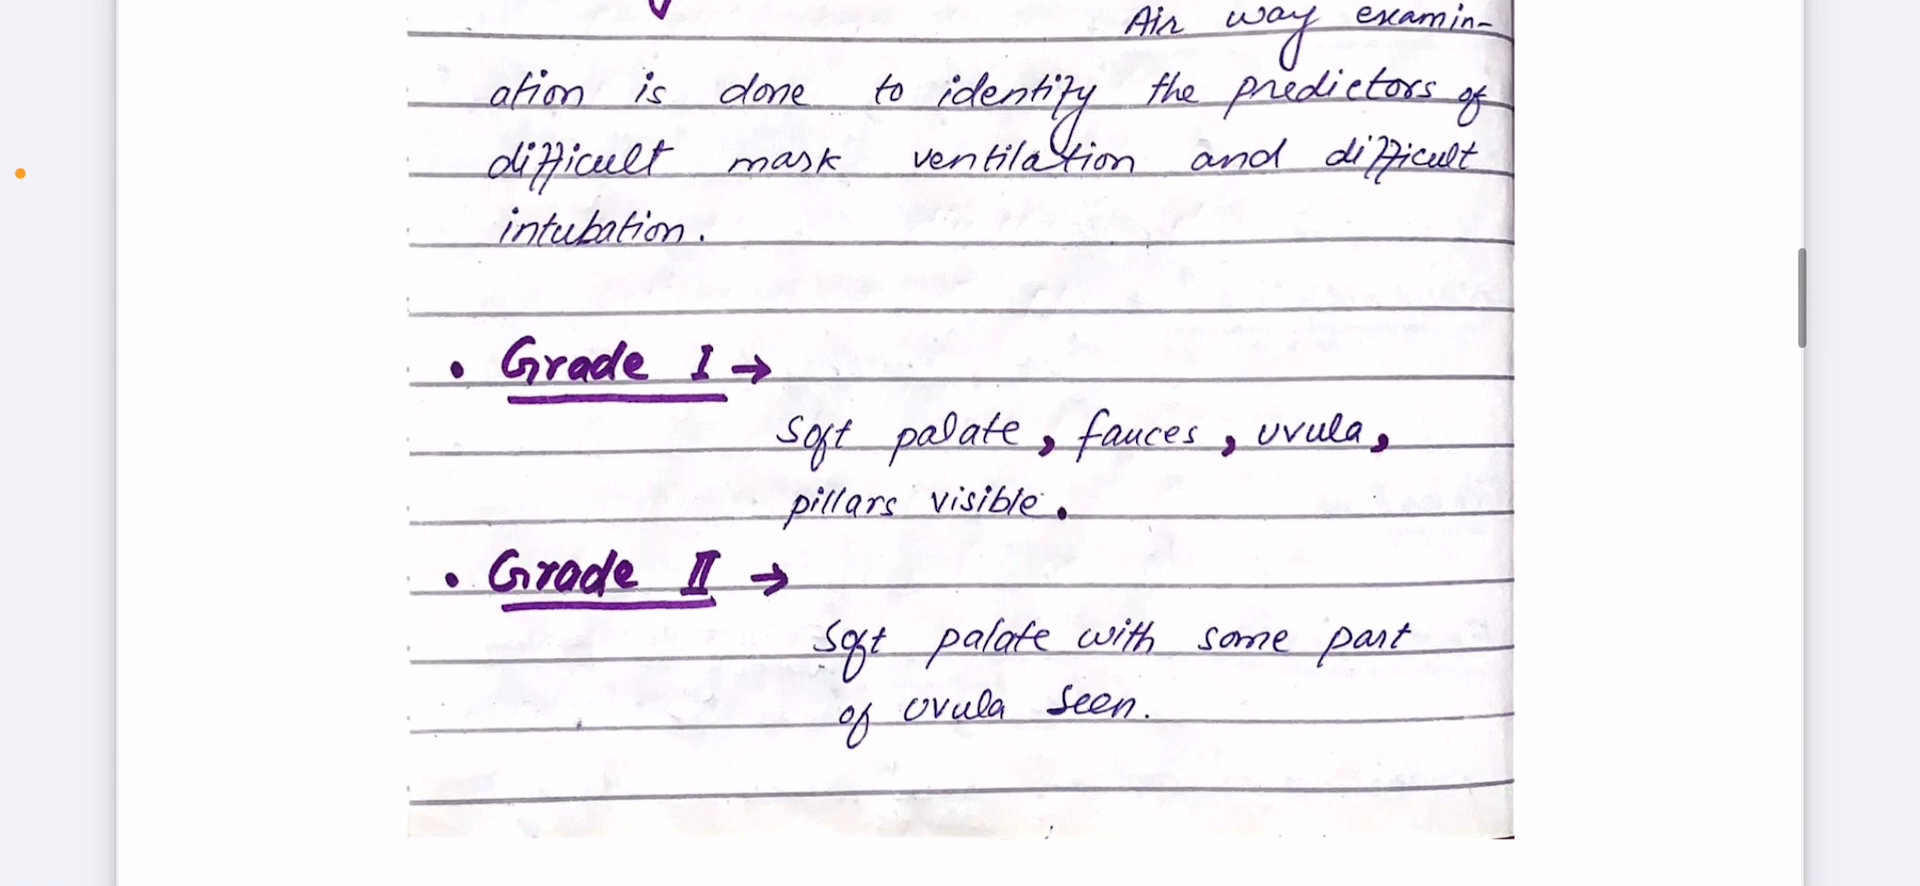 Air way examin-
ation is done to identify the predictors of
difficult mask ventilation and difficult
intubation.
• Grade I →
Soft palate, fauces, uvula,
pillars visible.
• Grade II →
Soft palate with some part
of uvula seen.